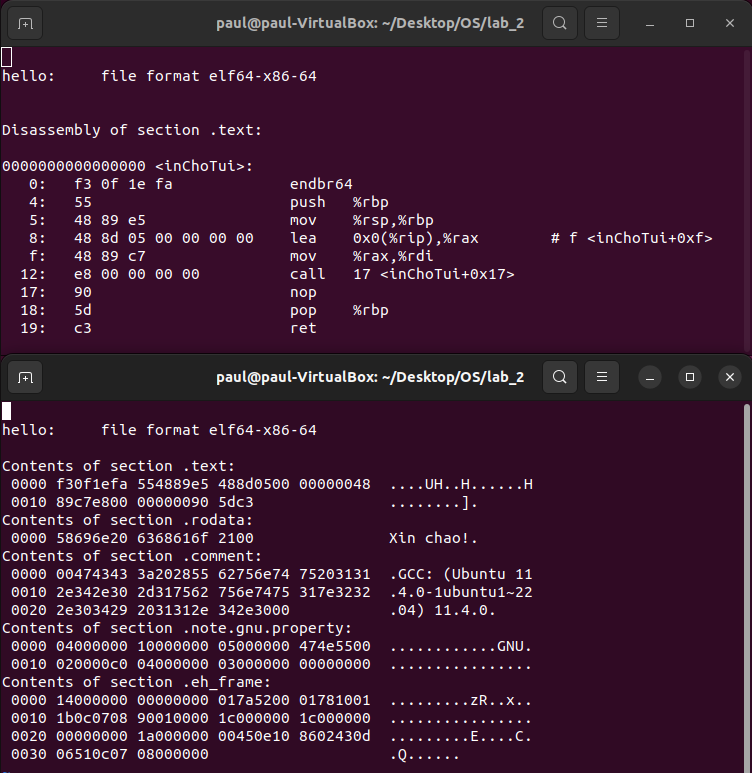 paul@paul-VirtualBox: ~/Desktop/OS/lab_2
hello:     file format elf64-x86-64
Disassembly of section .text:
0000000000000000 <inChoTui>:
   0:   f3 0f 1e fa             endbr64
   4:   55                      push   %rbp
   5:   48 89 e5                mov    %rsp,%rbp
   8:   48 8d 05 00 00 00 00    lea    0x0(%rip),%rax        # f <inChoTui+0xf>
   f:   48 89 c7                mov    %rax,%rdi
  12:   e8 00 00 00 00          call   17 <inChoTui+0x17>
  17:   90                      nop
  18:   5d                      pop    %rbp
  19:   c3                      ret
paul@paul-VirtualBox: ~/Desktop/OS/lab_2
hello:     file format elf64-x86-64
Contents of section .text:
 0000 f30f1efa 554889e5 488d0500 00000048  ....UH..H......H
 0010 89c7e800 00000090 5dc3               ........].
Contents of section .rodata:
 0000 58696e20 6368616f 2100               Xin chao!.
Contents of section .comment:
 0000 00474343 3a202855 62756e74 75203131  .GCC: (Ubuntu 11
 0010 2e342e30 2d317562 756e7475 317e3232  .4.0-1ubuntu1~22
 0020 2e303429 2031312e 342e3000           .04) 11.4.0.
Contents of section .note.gnu.property:
 0000 04000000 10000000 05000000 474e5500  ............GNU.
 0010 020000c0 04000000 03000000 00000000  ................
Contents of section .eh_frame:
 0000 14000000 00000000 017a5200 01781001  .........zR..x..
 0010 1b0c0708 90010000 1c000000 1c000000  ................
 0020 00000000 1a000000 00450e10 8602430d  .........E....C.
 0030 06510c07 08000000                    .Q......